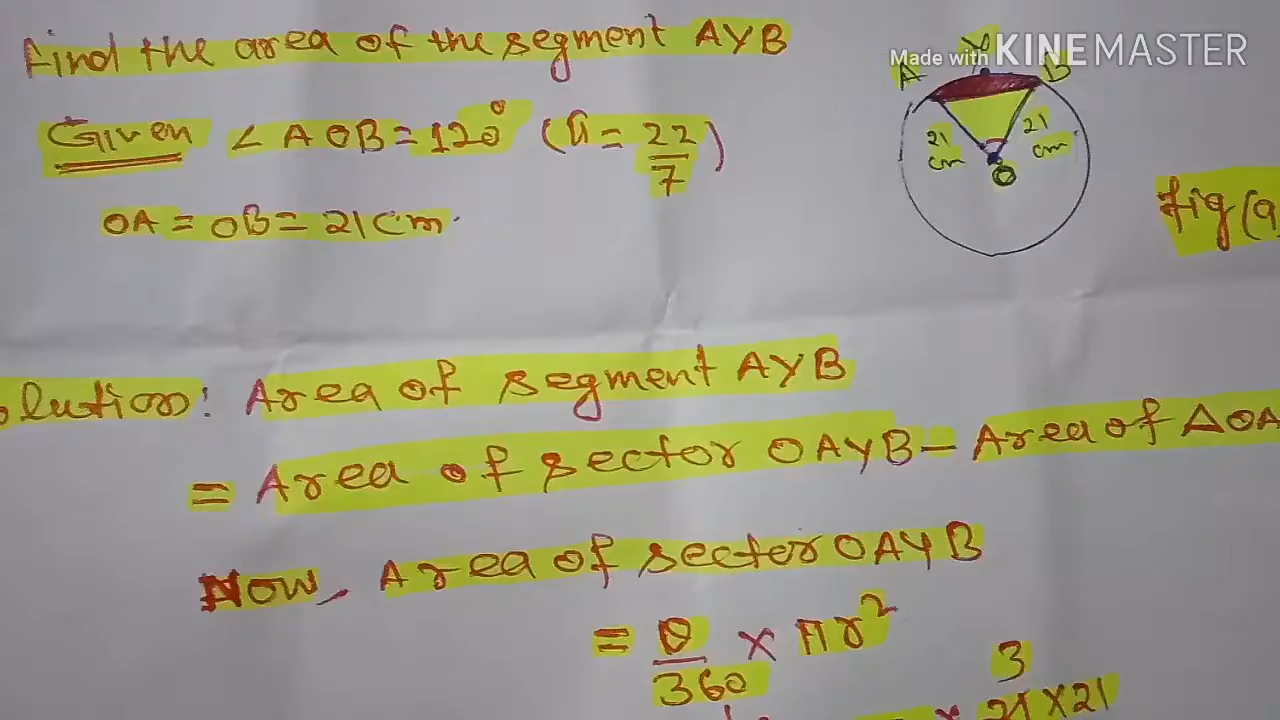 Find the area of the segment AYB
Made with KINEMASTER
Given ∠AOB = 120° (π = 22/7)
OA = OB = 21 cm.
A
B
21 cm
21 cm
O
fig(a
olution: Area of segment AYB
= Area of sector OAYB - Area of ΔOA
Now, Area of sector OAYB
= θ/360 × πr²
3
21 × 21